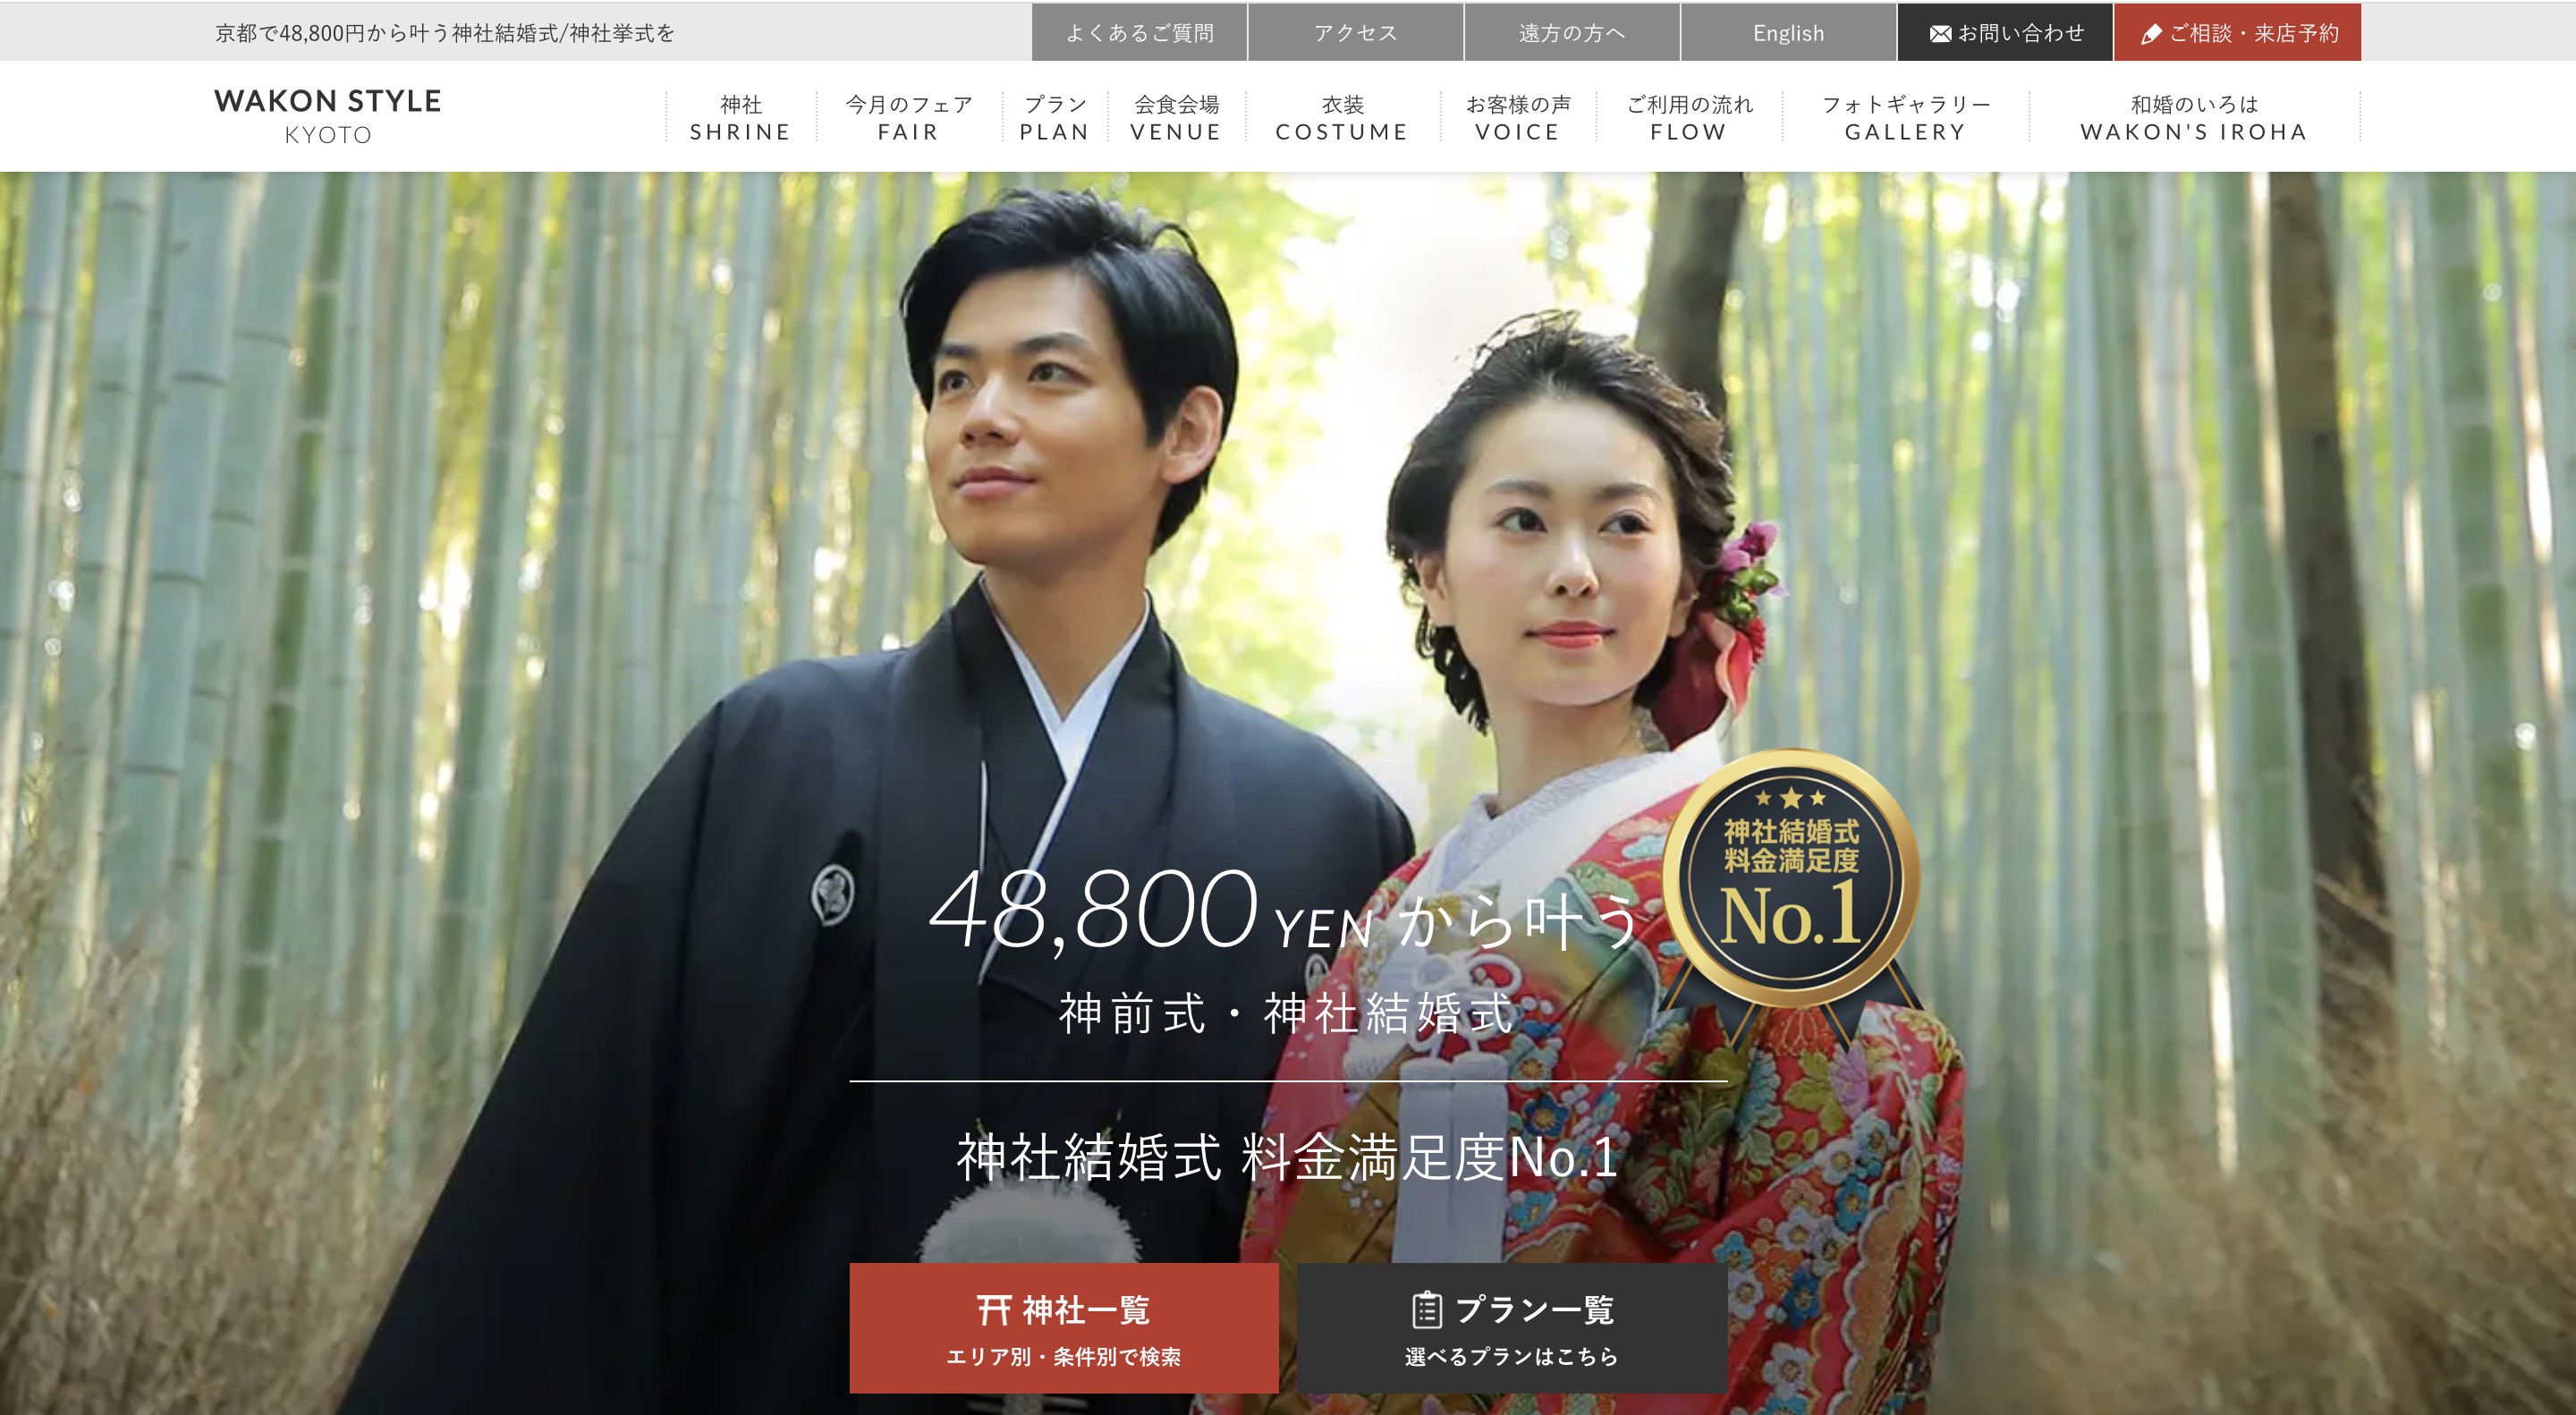 京都で48,800円から叶う神社結婚式/神社挙式を
よくあるご質問
アクセス
遠方の方へ
English
お問い合わせ
ご相談・来店予約
WAKON STYLE
KYOTO
神社
SHRINE
今月のフェア
FAIR
プラン
PLAN
会食会場
VENUE
衣装
COSTUME
お客様の声
VOICE
ご利用の流れ
FLOW
フォトギャラリー
GALLERY
和婚のいろは
WAKON'S IROHA
48,800 YEN から叶う
神前式・神社結婚式
神社結婚式
料金満足度
No.1
神社結婚式 料金満足度No.1
神社一覧
エリア別・条件別で検索
プラン一覧
選べるプランはこちら